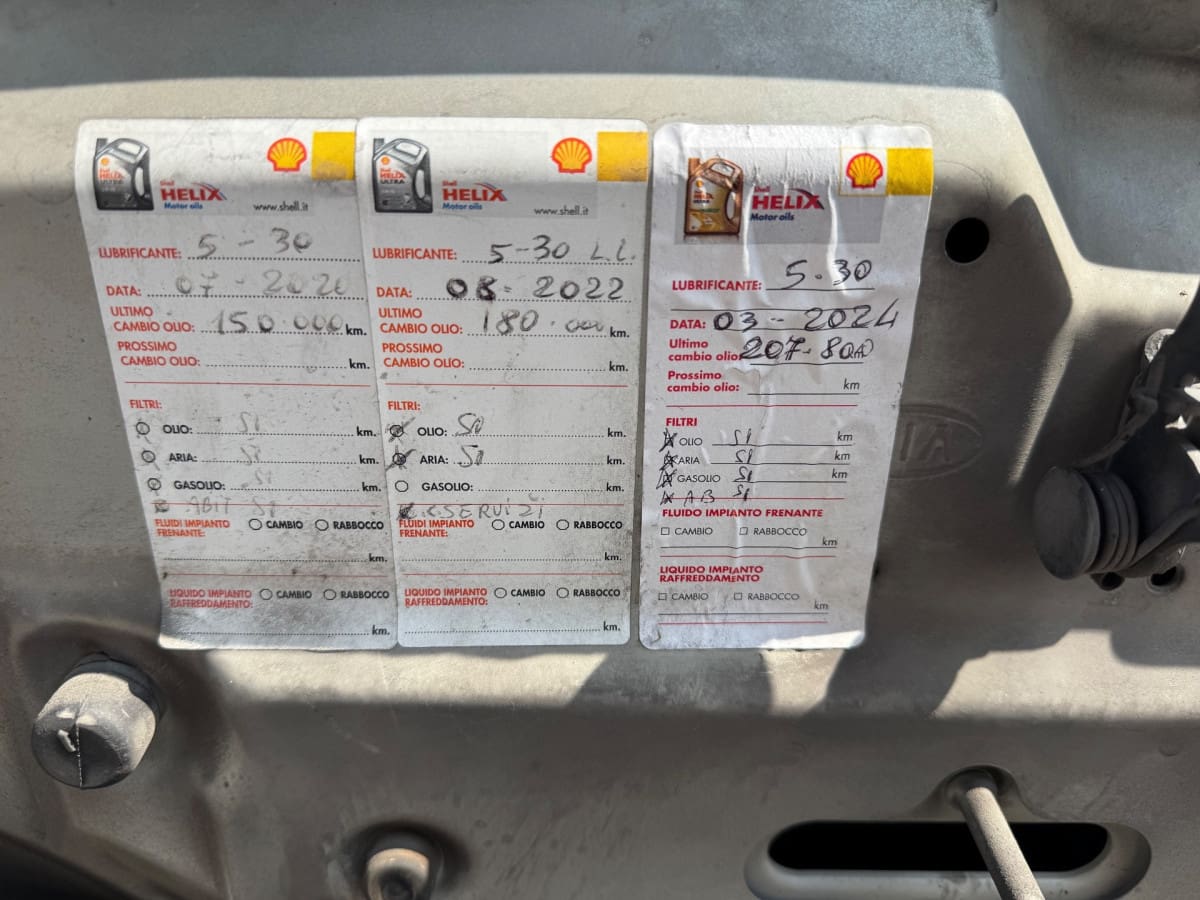 Shell
HELIX
ULTRA
Shell
HELIX
Motor oils
www.shell.it
LUBRIFICANTE: 5-30
DATA: 07-2020
ULTIMO
CAMBIO OLIO: 150.000 km.
PROSSIMO
CAMBIO OLIO: km.
FILTRI:
OLIO: SI km.
ARIA: SI km.
GASOLIO: SI km.
ABIT SI
FLUIDI IMPIANTO
FRENANTE:
CAMBIO RABBOCCO
km.
LIQUIDO IMPIANTO
RAFFREDDAMENTO:
CAMBIO RABBOCCO
km.
Shell
HELIX
ULTRA
Shell
HELIX
Motor oils
www.shell.it
LUBRIFICANTE: 5-30 L.L.
DATA: 08-2022
ULTIMO
CAMBIO OLIO: 180.000 km.
PROSSIMO
CAMBIO OLIO: km.
FILTRI:
OLIO: SI km.
ARIA: SI km.
GASOLIO: km.
SERVIZI
FLUIDI IMPIANTO
FRENANTE:
CAMBIO RABBOCCO
km.
LIQUIDO IMPIANTO
RAFFREDDAMENTO:
CAMBIO RABBOCCO
km.
Shell
HELIX
Motor oils
LUBRIFICANTE: 5.30
DATA: 03-2024
Ultimo
cambio olio: 207.800
Prossimo
cambio olio: km
FILTRI
OLIO SI km
ARIA SI km
GASOLIO SI km
AB SI
FLUIDO IMPIANTO FRENANTE
CAMBIO RABBOCCO
km
LIQUIDO IMPIANTO
RAFFREDDAMENTO
CAMBIO RABBOCCO
km
KIA